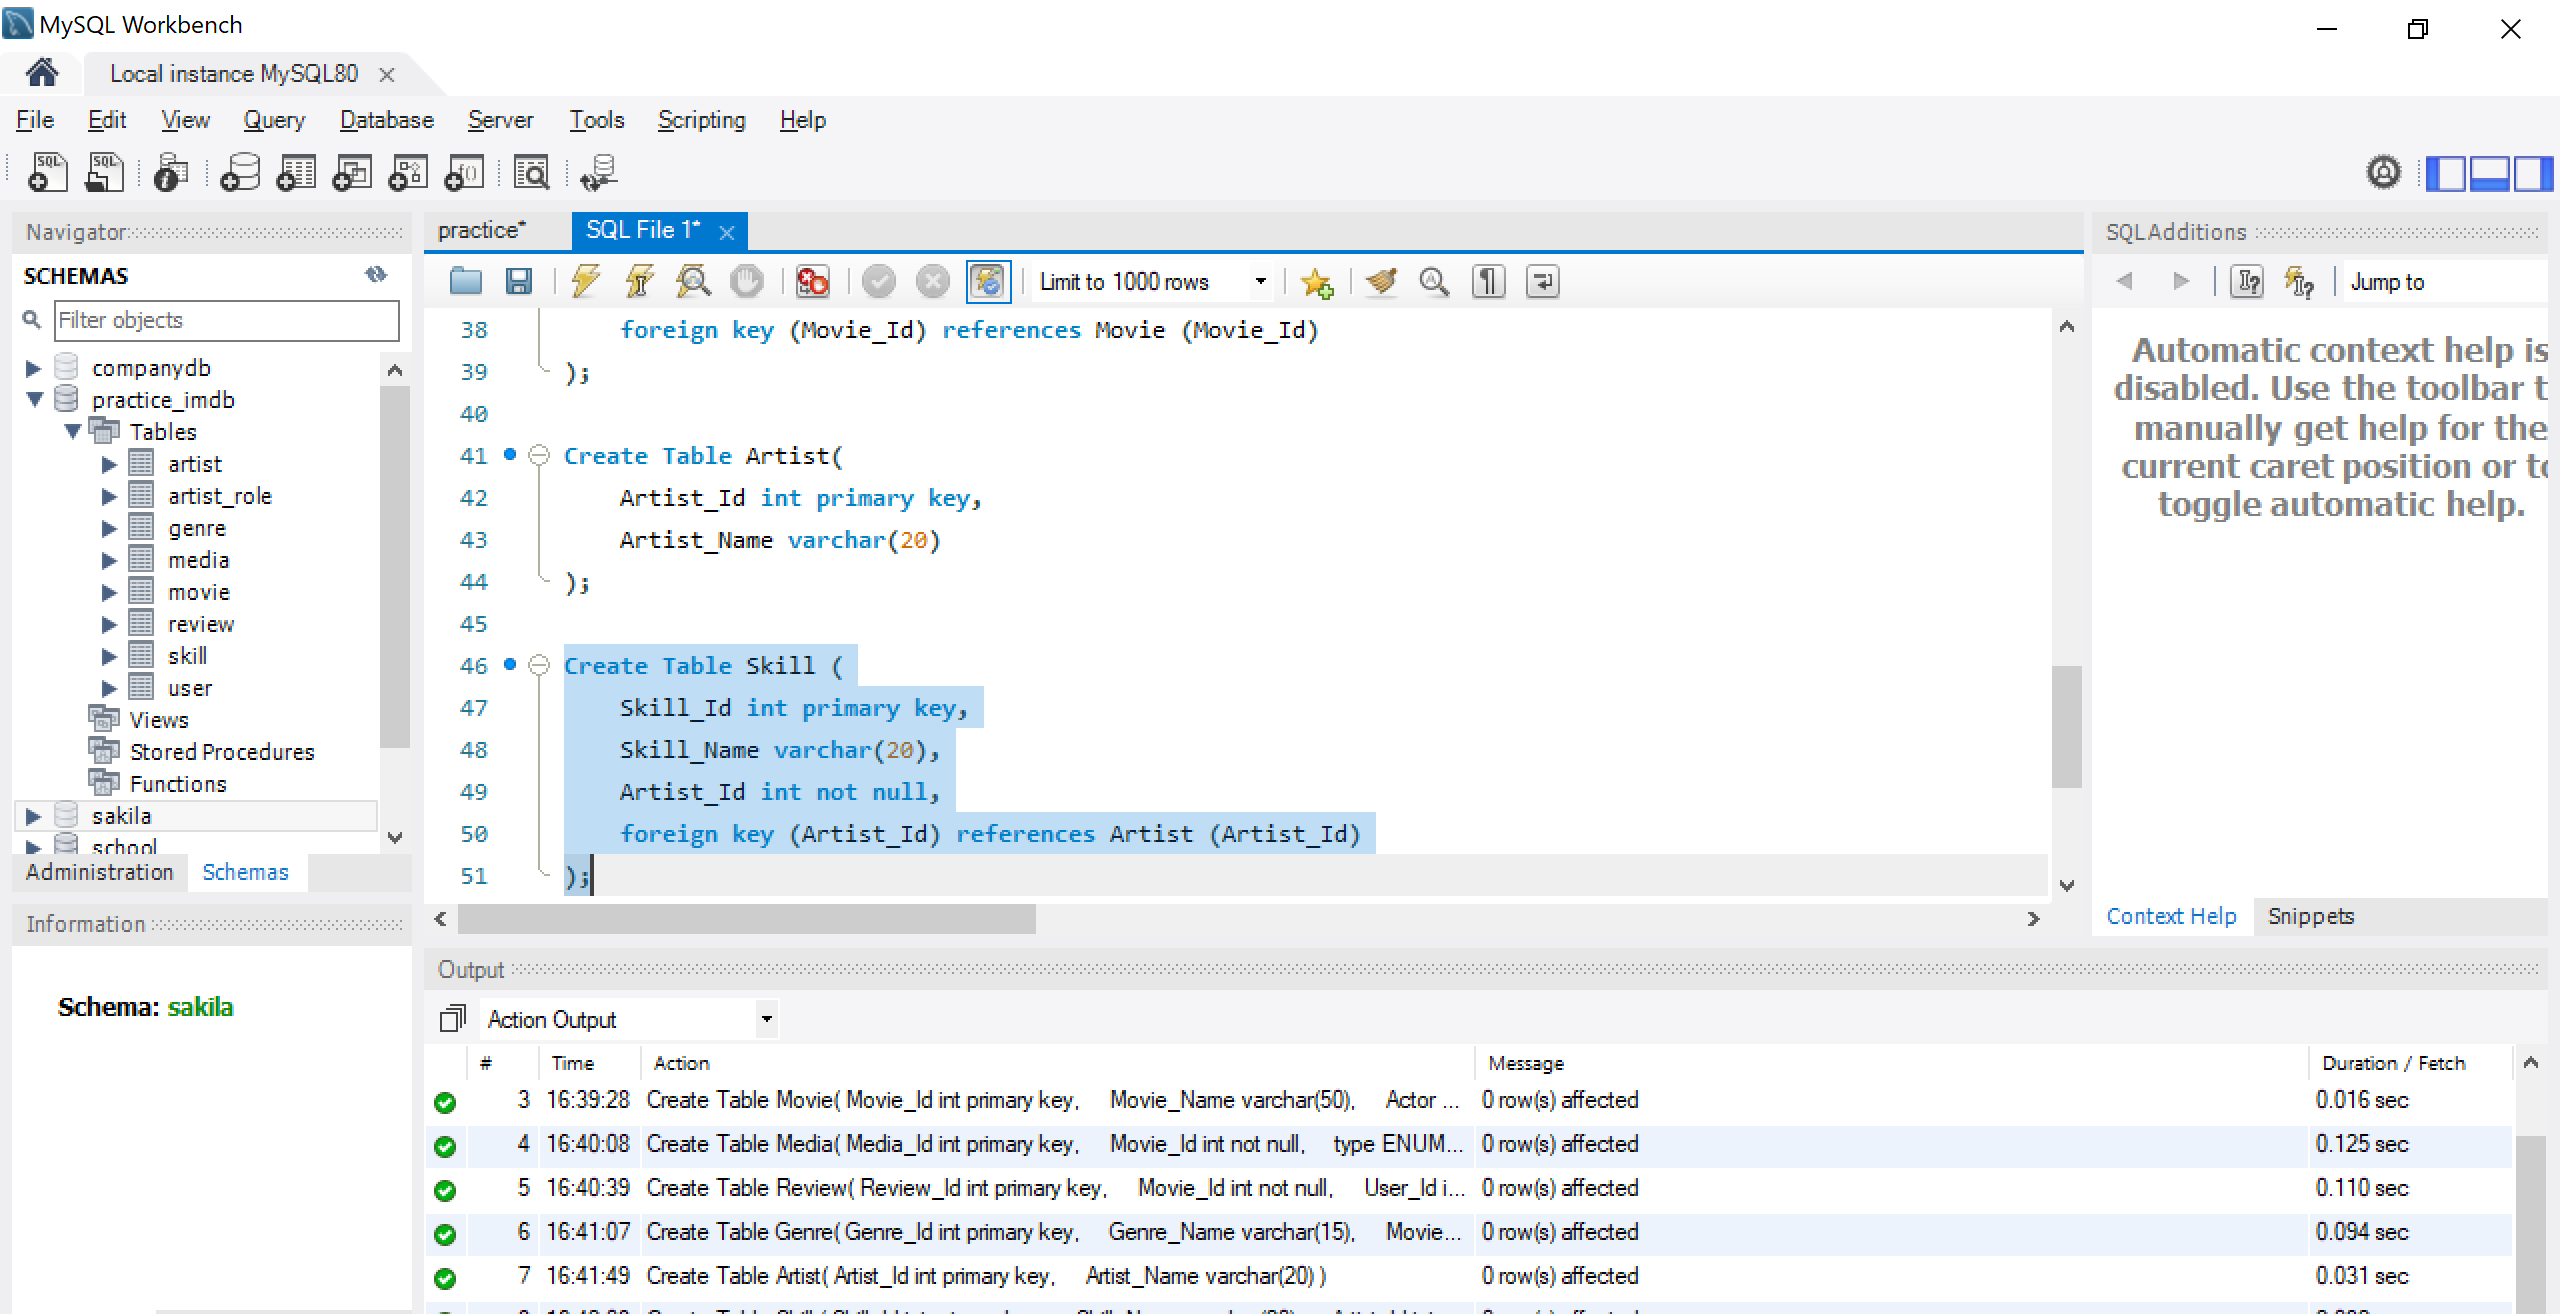 MySQL Workbench
Local instance MySQL80
File Edit View Query Database Server Tools Scripting Help
Navigator
SCHEMAS
Filter objects
companydb
practice_imdb
Tables
artist
artist_role
genre
media
movie
review
skill
user
Views
Stored Procedures
Functions
sakila
school
Administration Schemas
Information
Schema: sakila
practice* SQL File 1*
Limit to 1000 rows
38 foreign key (Movie_Id) references Movie (Movie_Id)
39 );
40
41 Create Table Artist(
42 Artist_Id int primary key,
43 Artist_Name varchar(20)
44 );
45
46 Create Table Skill (
47 Skill_Id int primary key,
48 Skill_Name varchar(20),
49 Artist_Id int not null,
50 foreign key (Artist_Id) references Artist (Artist_Id)
51 );
SQLAdditions
Jump to
Automatic context help is
disabled. Use the toolbar t
manually get help for the
current caret position or to
toggle automatic help.
Context Help Snippets
Output
Action Output
# Time Action Message Duration / Fetch
3 16:39:28 Create Table Movie( Movie_Id int primary key, Movie_Name varchar(50), Actor ... 0 row(s) affected 0.016 sec
4 16:40:08 Create Table Media( Media_Id int primary key, Movie_Id int not null, type ENUM... 0 row(s) affected 0.125 sec
5 16:40:39 Create Table Review( Review_Id int primary key, Movie_Id int not null, User_Id i... 0 row(s) affected 0.110 sec
6 16:41:07 Create Table Genre( Genre_Id int primary key, Genre_Name varchar(15), Movie... 0 row(s) affected 0.094 sec
7 16:41:49 Create Table Artist( Artist_Id int primary key, Artist_Name varchar(20) ) 0 row(s) affected 0.031 sec